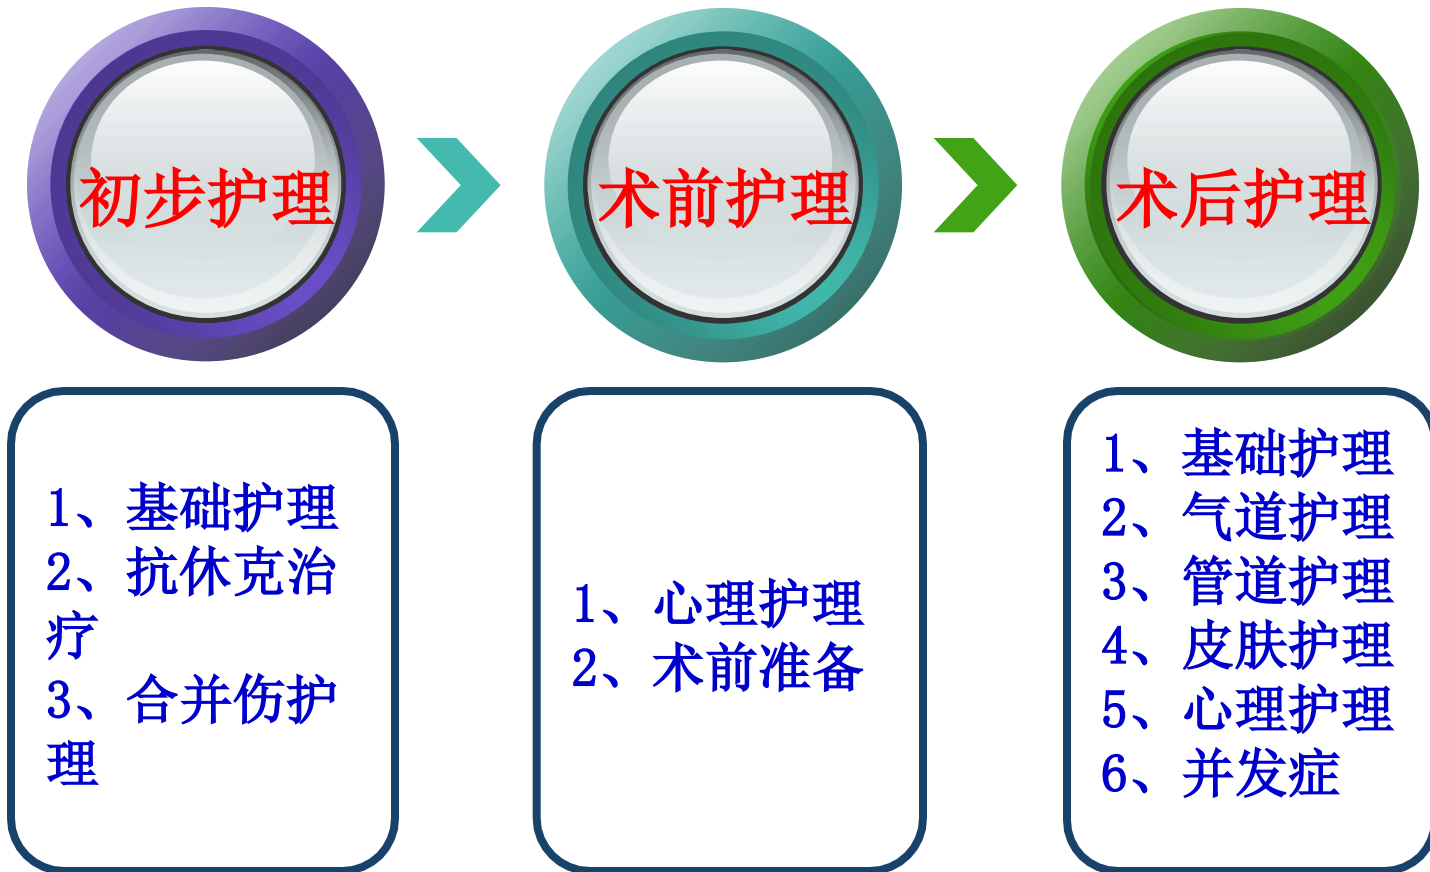 初步护理
术前护理
术后护理
1、基础护理
2、抗休克治
疗
3、合并伤护
理
1、心理护理
2、术前准备
1、基础护理
2、气道护理
3、管道护理
4、皮肤护理
5、心理护理
6、并发症